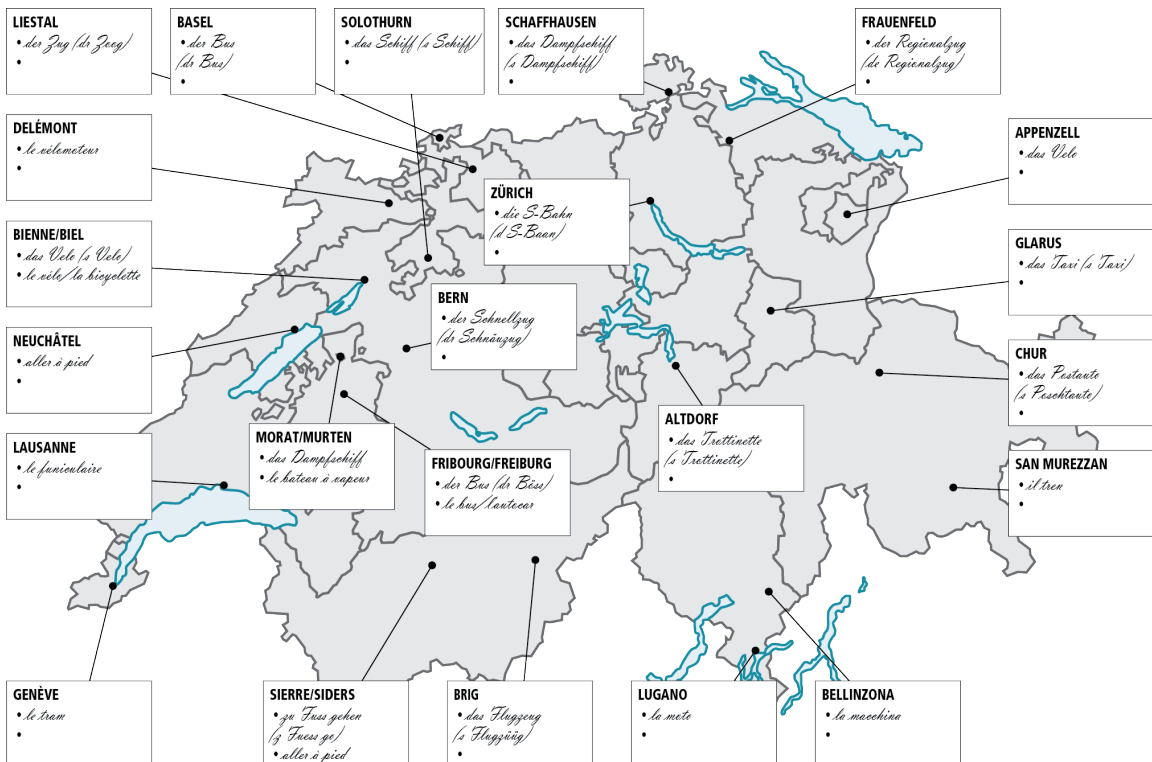 LIESTAL
• der Zug (dr Zoog)
•
BASEL
• der Bus
(dr Bus)
•
SOLOTHURN
• das Schiff (s Schiff)
•
SCHAFFHAUSEN
• das Dampfschiff
(s Dampfschiff)
•
FRAUENFELD
• der Regionalzug
(de Regionalzug)
•
DELÉMONT
• le vélomoteur
•
APPENZELL
• das Velo
•
ZÜRICH
• die S-Bahn
(d S-Baan)
•
BIENNE/BIEL
• das Velo (s Velo)
• le vélo/la bicyclette
GLARUS
• das Taxi (s Taxi)
•
BERN
• der Schnellzug
(dr Schnäuzug)
•
NEUCHÂTEL
• aller à pied
•
CHUR
• das Postauto
(s Poschtauto)
•
ALTDORF
• das Trottinette
(s Trottinette)
•
LAUSANNE
• le funiculaire
•
MORAT/MURTEN
• das Dampfschiff
• le bateau à vapeur
FRIBOURG/FREIBURG
• der Bus (dr Böss)
• le bus/l'autocar
SAN MUREZZAN
• il tren
•
GENÈVE
• le tram
•
SIERRE/SIDERS
• zu Fuss gehen
(z Fuess go)
• aller à pied
BRIG
• das Flugzeug
(s Flugzüüg)
•
LUGANO
• la moto
•
BELLINZONA
• la macchina
•